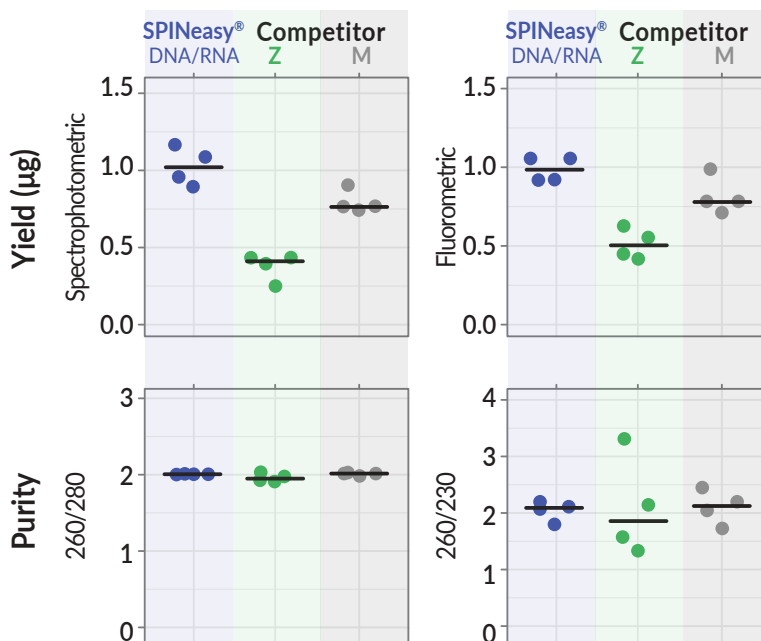 SPINeasy® Competitor
DNA/RNA Z M
SPINeasy® Competitor
DNA/RNA Z M
Yield (μg)
Spectrophotometric
1.5
1.0
0.5
0.0
Fluorometric
1.5
1.0
0.5
0.0
Purity
260/280
3
2
1
0
260/230
4
3
2
1
0